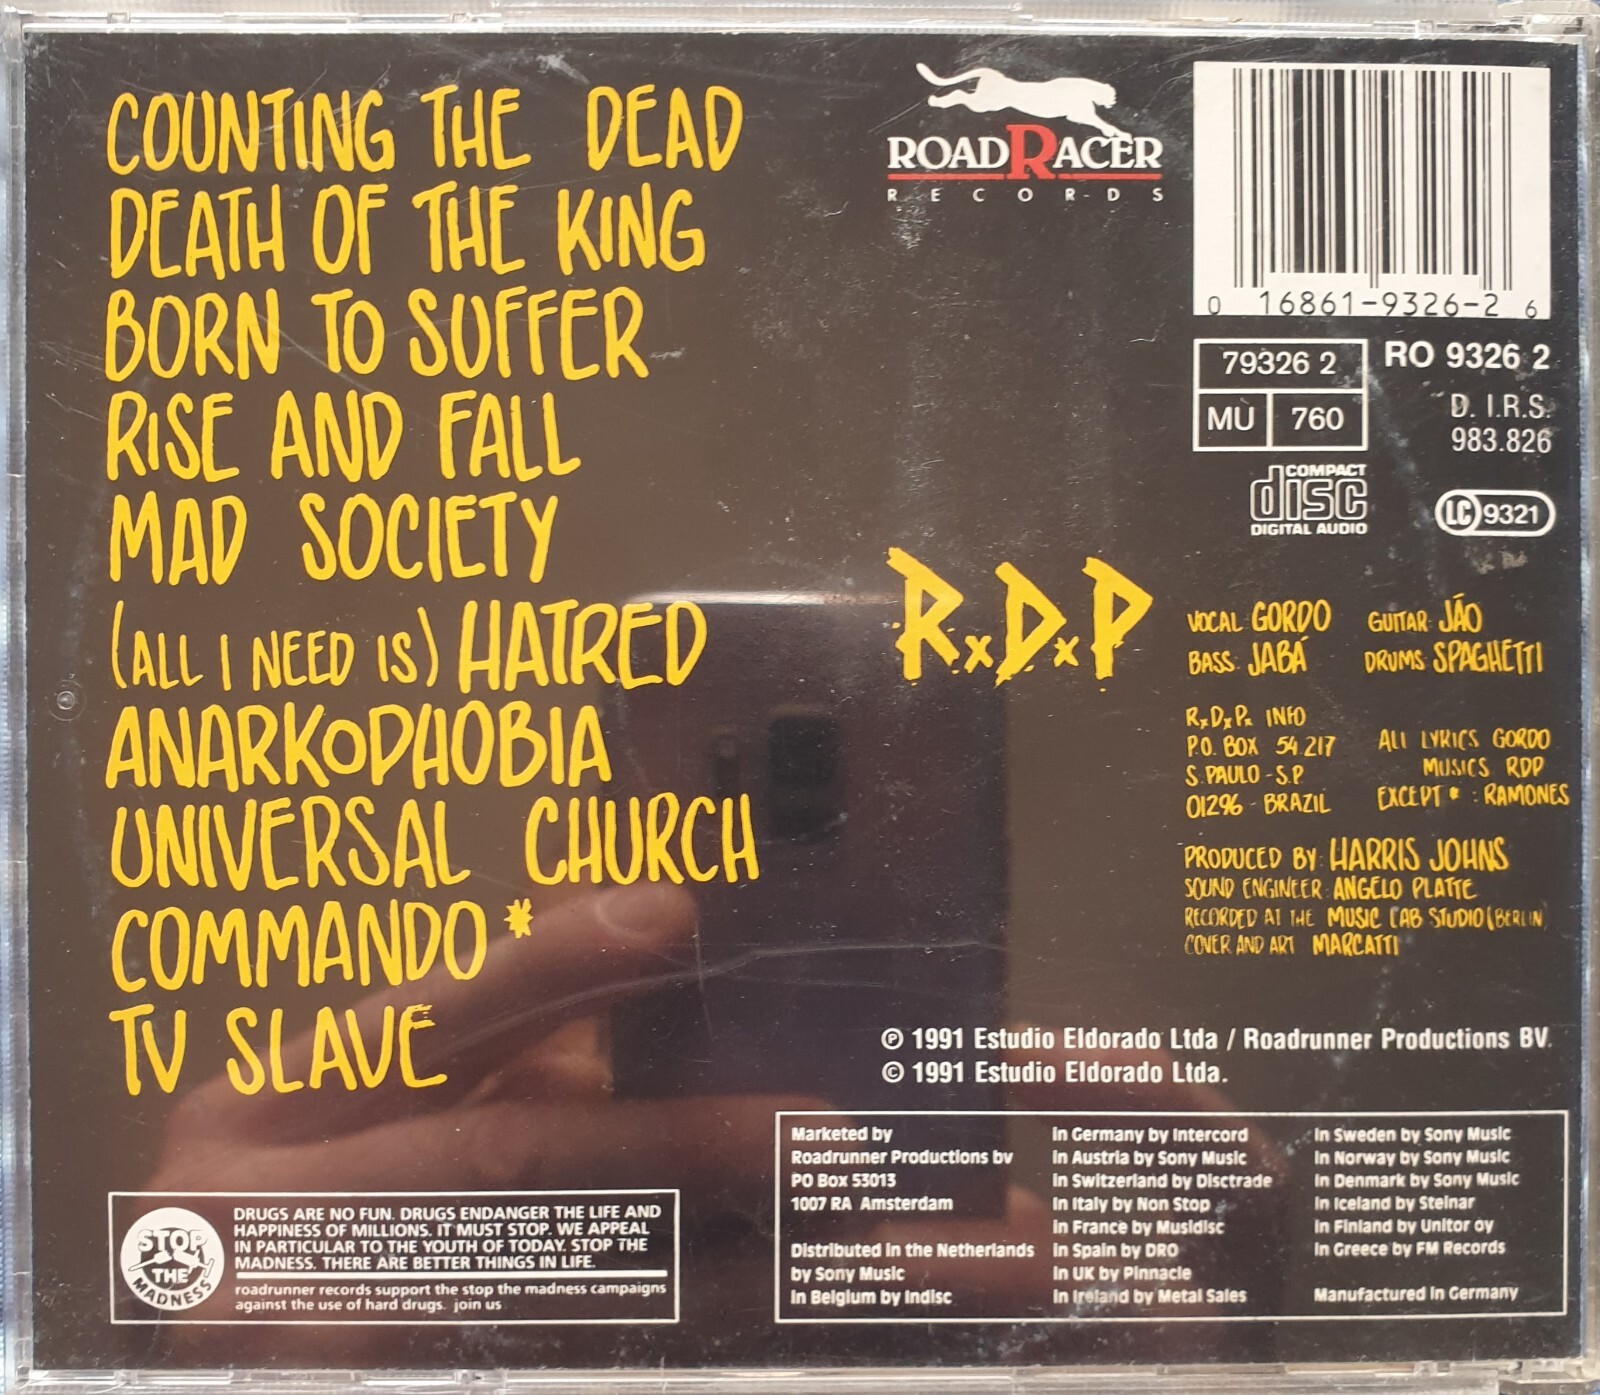 COUNTING THE DEAD
DEATH OF THE KING
BORN TO SUFFER
RISE AND FALL
MAD SOCIETY
(ALL I NEED IS) HATRED
ANARKOPHOBIA
UNIVERSAL CHURCH
COMMANDO*
TV SLAVE
STOP THE MADNESS
DRUGS ARE NO FUN. DRUGS ENDANGER THE LIFE AND
HAPPINESS OF MILLIONS. IT MUST STOP. WE APPEAL
IN PARTICULAR TO THE YOUTH OF TODAY. STOP THE
MADNESS. THERE ARE BETTER THINGS IN LIFE.
roadrunner records support the stop the madness campaigns
against the use of hard drugs. join us
ROADRACER
RECORDS
0 16861-9326-2 6
79326 2
MU 760
RO 9326 2
D. I.R.S.
983.826
COMPACT
disc
DIGITAL AUDIO
LC 9321
RxDxP
VOCAL: GORDO GUITAR: JÃO
BASS: JABÁ DRUMS: SPAGHETTI
RxDxPx INFO
P.O. BOX 54.217
S. PAULO - S.P.
01296 - BRAZIL
ALL LYRICS GORDO
MUSICS RDP
EXCEPT * : RAMONES
PRODUCED BY: HARRIS JOHNS
SOUND ENGINEER: ANGELO PLATTE
RECORDED AT THE MUSIC LAB STUDIO (BERLIN)
COVER AND ART MARCATTI
℗ 1991 Estudio Eldorado Ltda / Roadrunner Productions BV.
© 1991 Estudio Eldorado Ltda.
Marketed by
Roadrunner Productions bv
PO Box 53013
1007 RA Amsterdam
Distributed in the Netherlands
by Sony Music
in Belgium by Indisc
in Germany by Intercord
in Austria by Sony Music
in Switzerland by Disctrade
in Italy by Non Stop
in France by Musidisc
in Spain by DRO
in UK by Pinnacle
in Ireland by Metal Sales
in Sweden by Sony Music
in Norway by Sony Music
in Denmark by Sony Music
in Iceland by Steinar
in Finland by Unitor oy
in Greece by FM Records
Manufactured in Germany